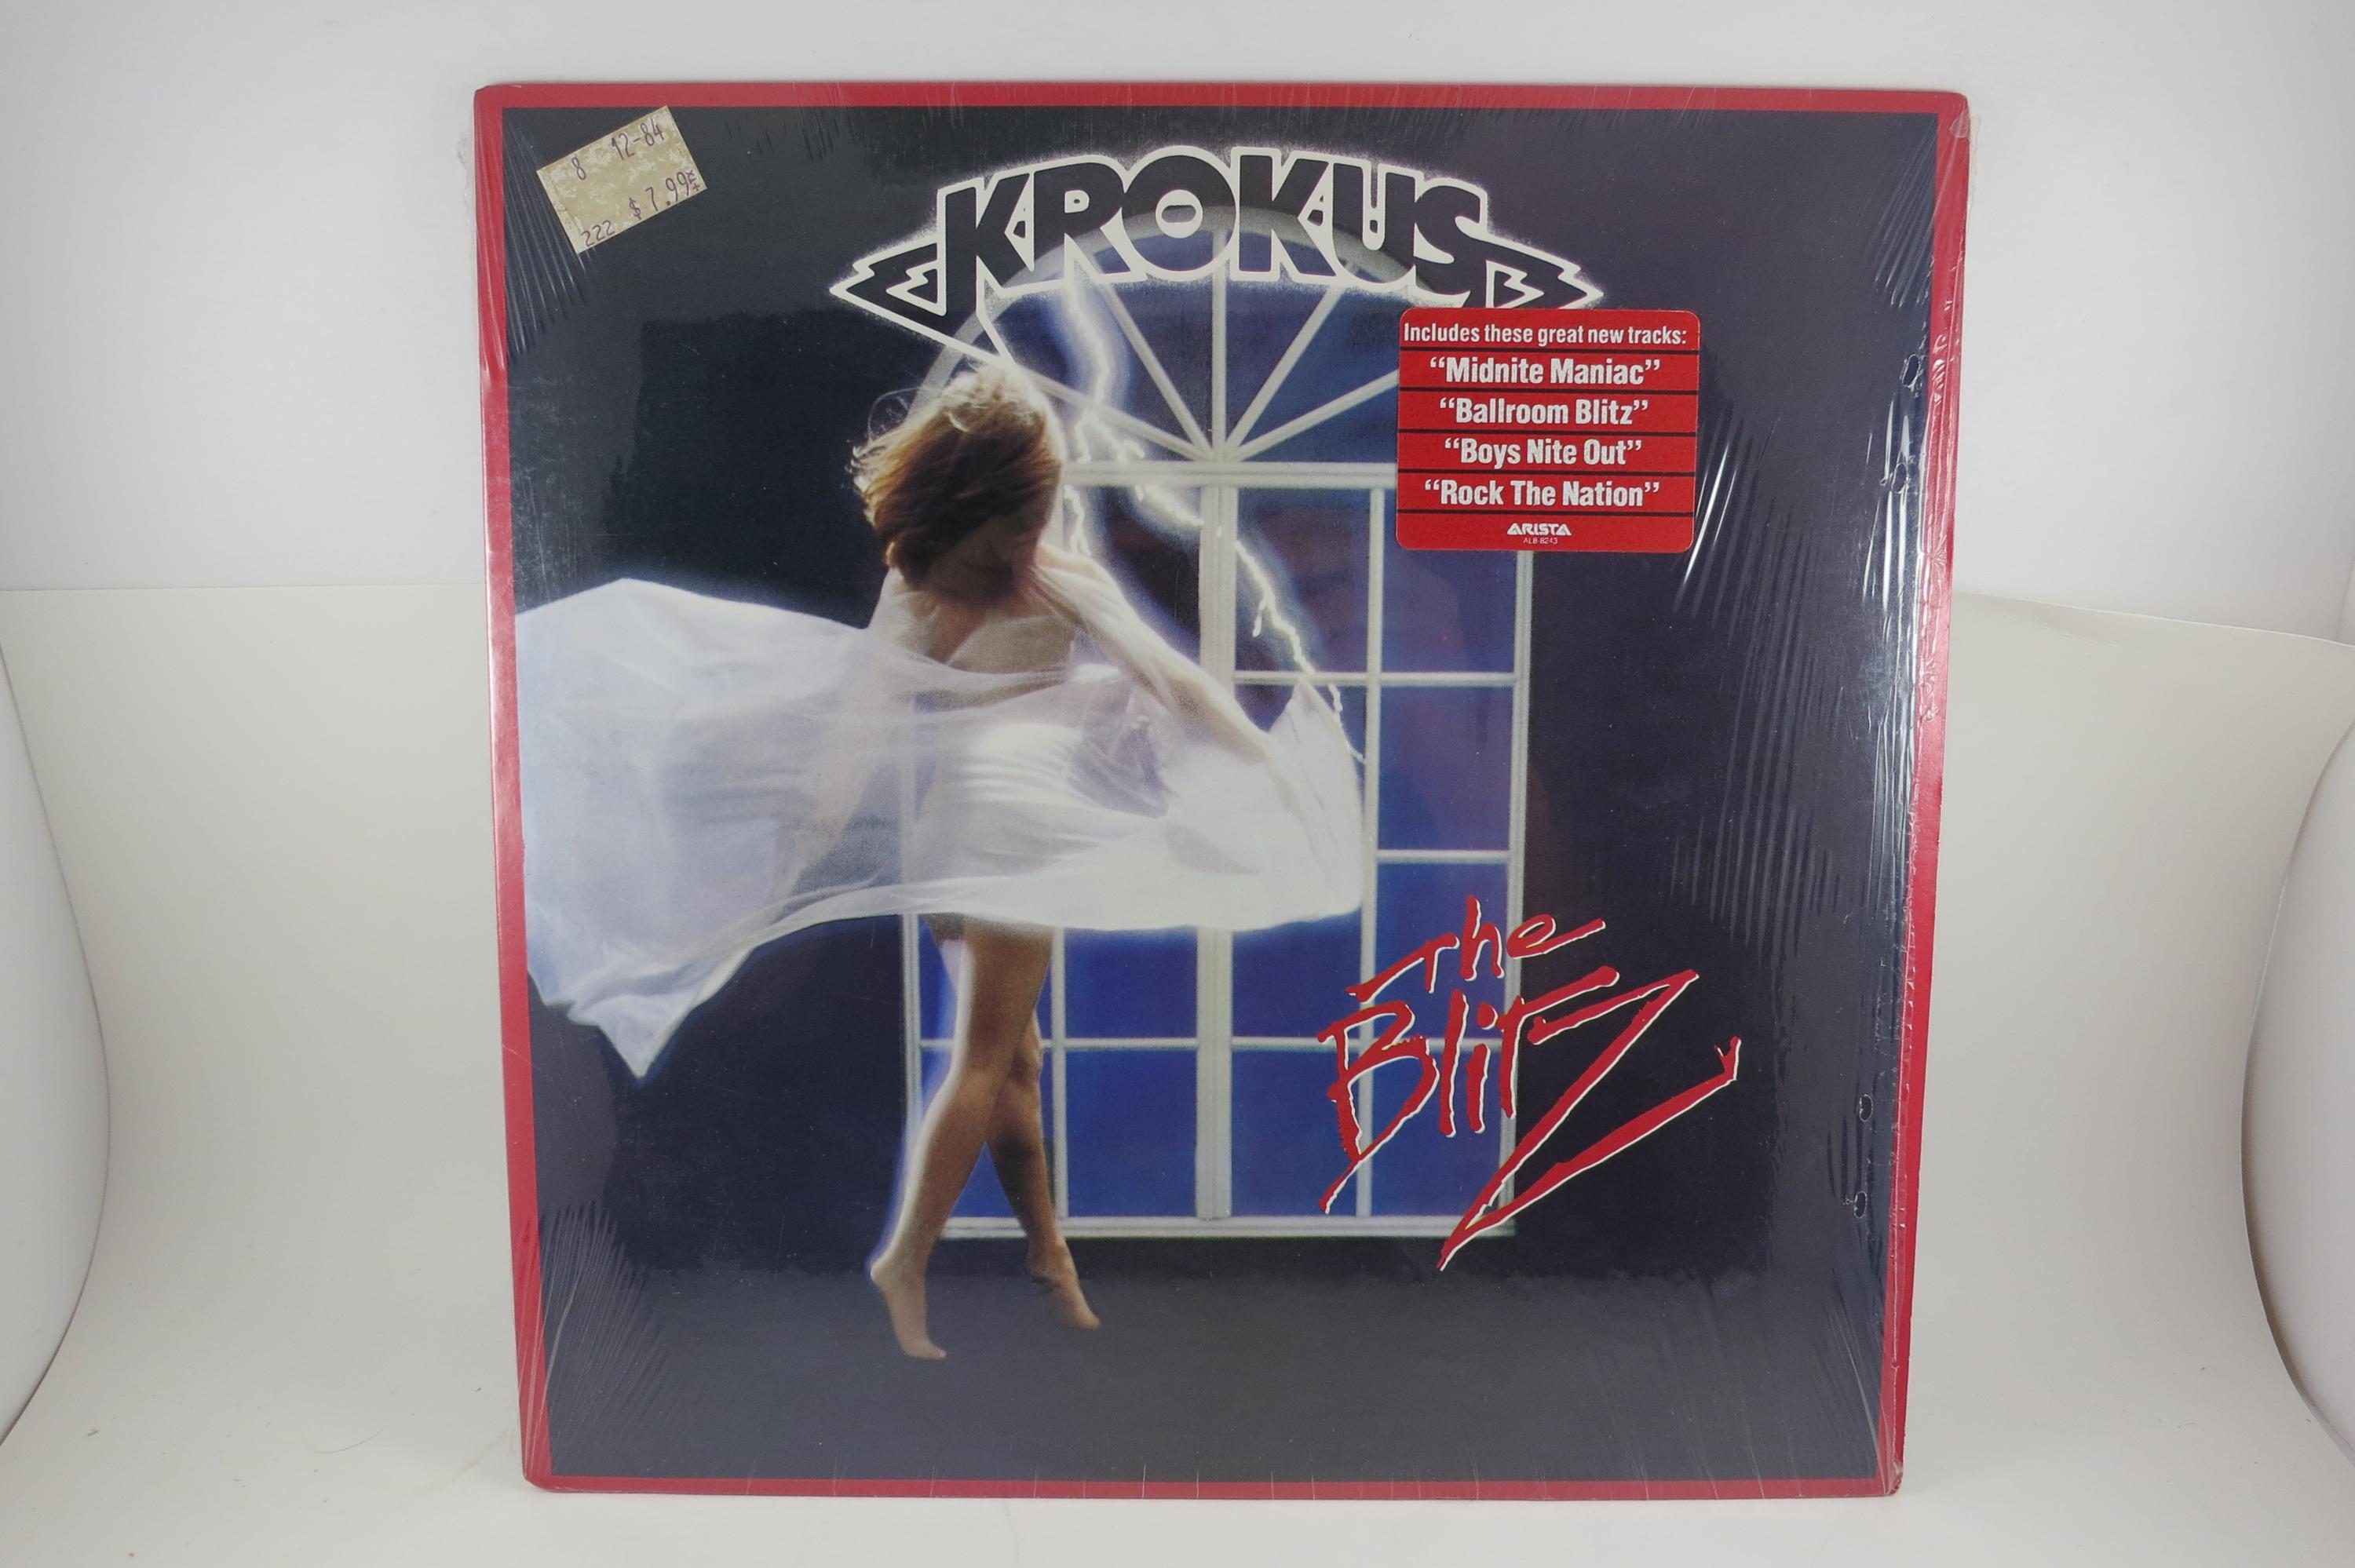 8 12-84
$7.99
222
KROKUS
Includes these great new tracks:
“Midnite Maniac”
“Ballroom Blitz”
“Boys Nite Out”
“Rock The Nation”
ARISTA
AL8-8243
The
Blitz